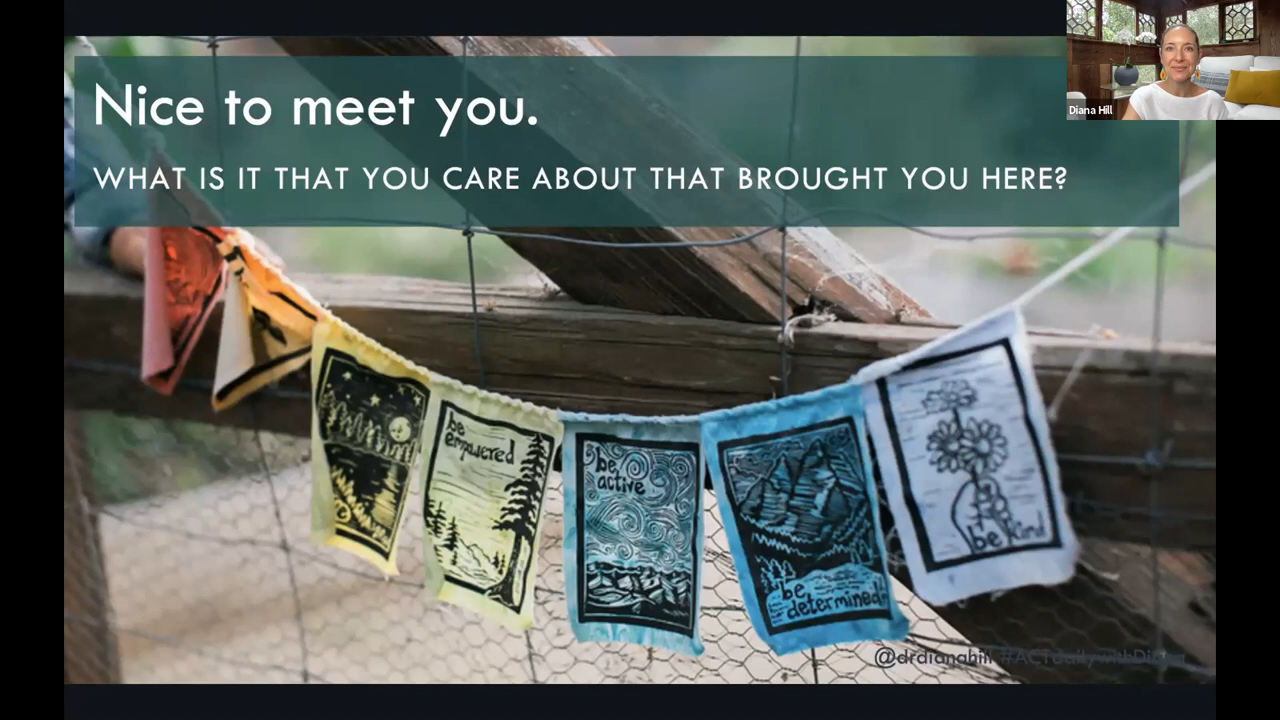 Nice to meet you.
WHAT IS IT THAT YOU CARE ABOUT THAT BROUGHT YOU HERE?
Diana Hill
be
empowered
be
active
be
determined
be kind
@drdianahill #ACTdailywithDiana